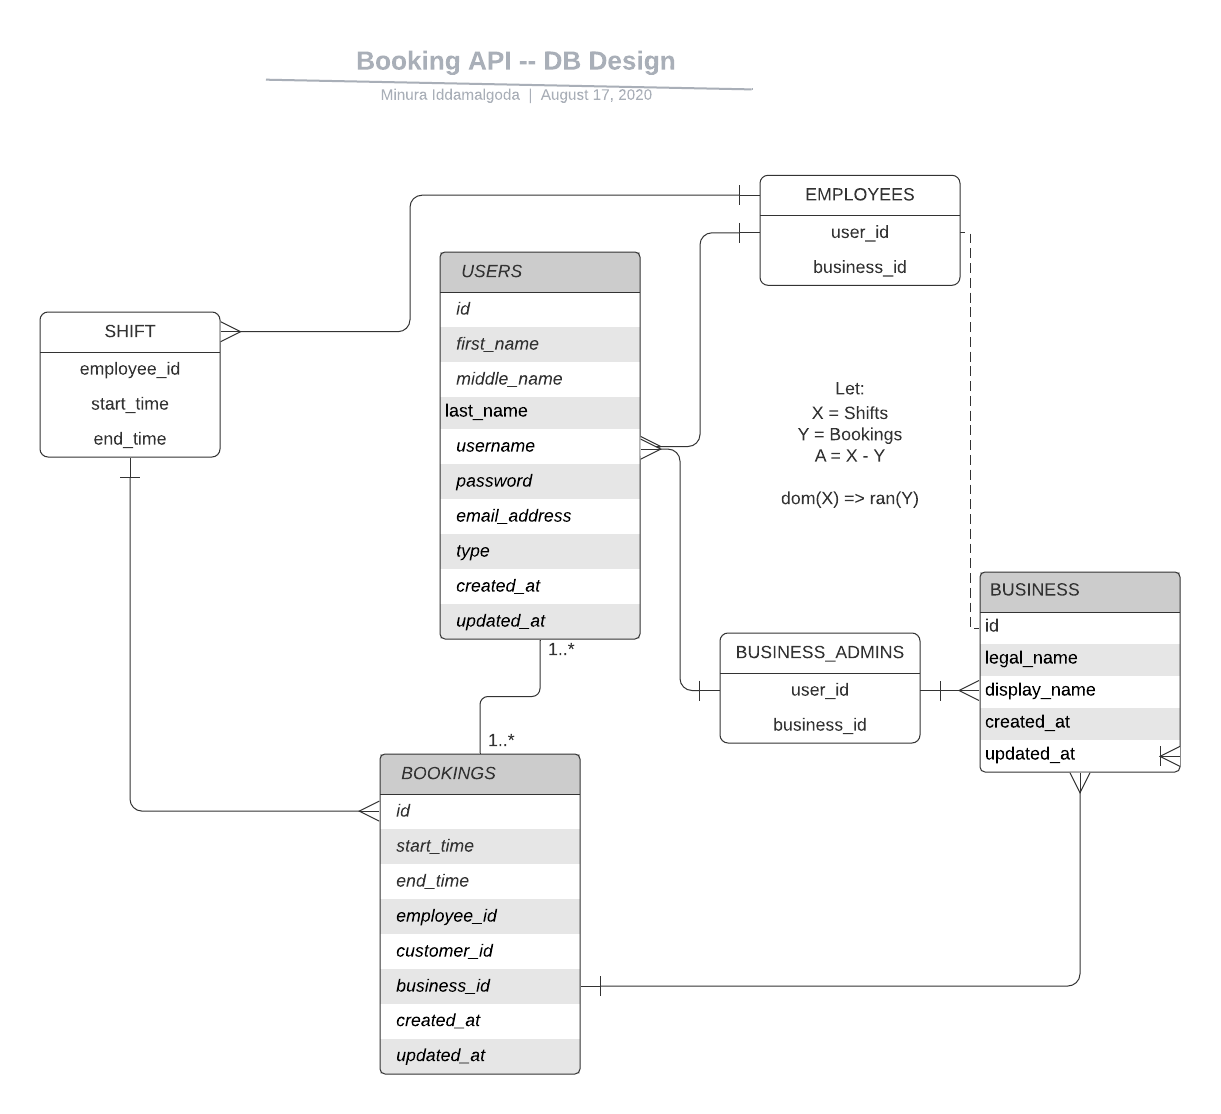 Booking API -- DB Design
Minura Iddamalgoda | August 17, 2020
EMPLOYEES
user_id
business_id
USERS
id
first_name
middle_name
last_name
username
password
email_address
type
created_at
updated_at
SHIFT
employee_id
start_time
end_time
Let:
X = Shifts
Y = Bookings
A = X - Y
dom(X) => ran(Y)
BUSINESS
id
legal_name
display_name
created_at
updated_at
BUSINESS_ADMINS
user_id
business_id
1..*
1..*
BOOKINGS
id
start_time
end_time
employee_id
customer_id
business_id
created_at
updated_at